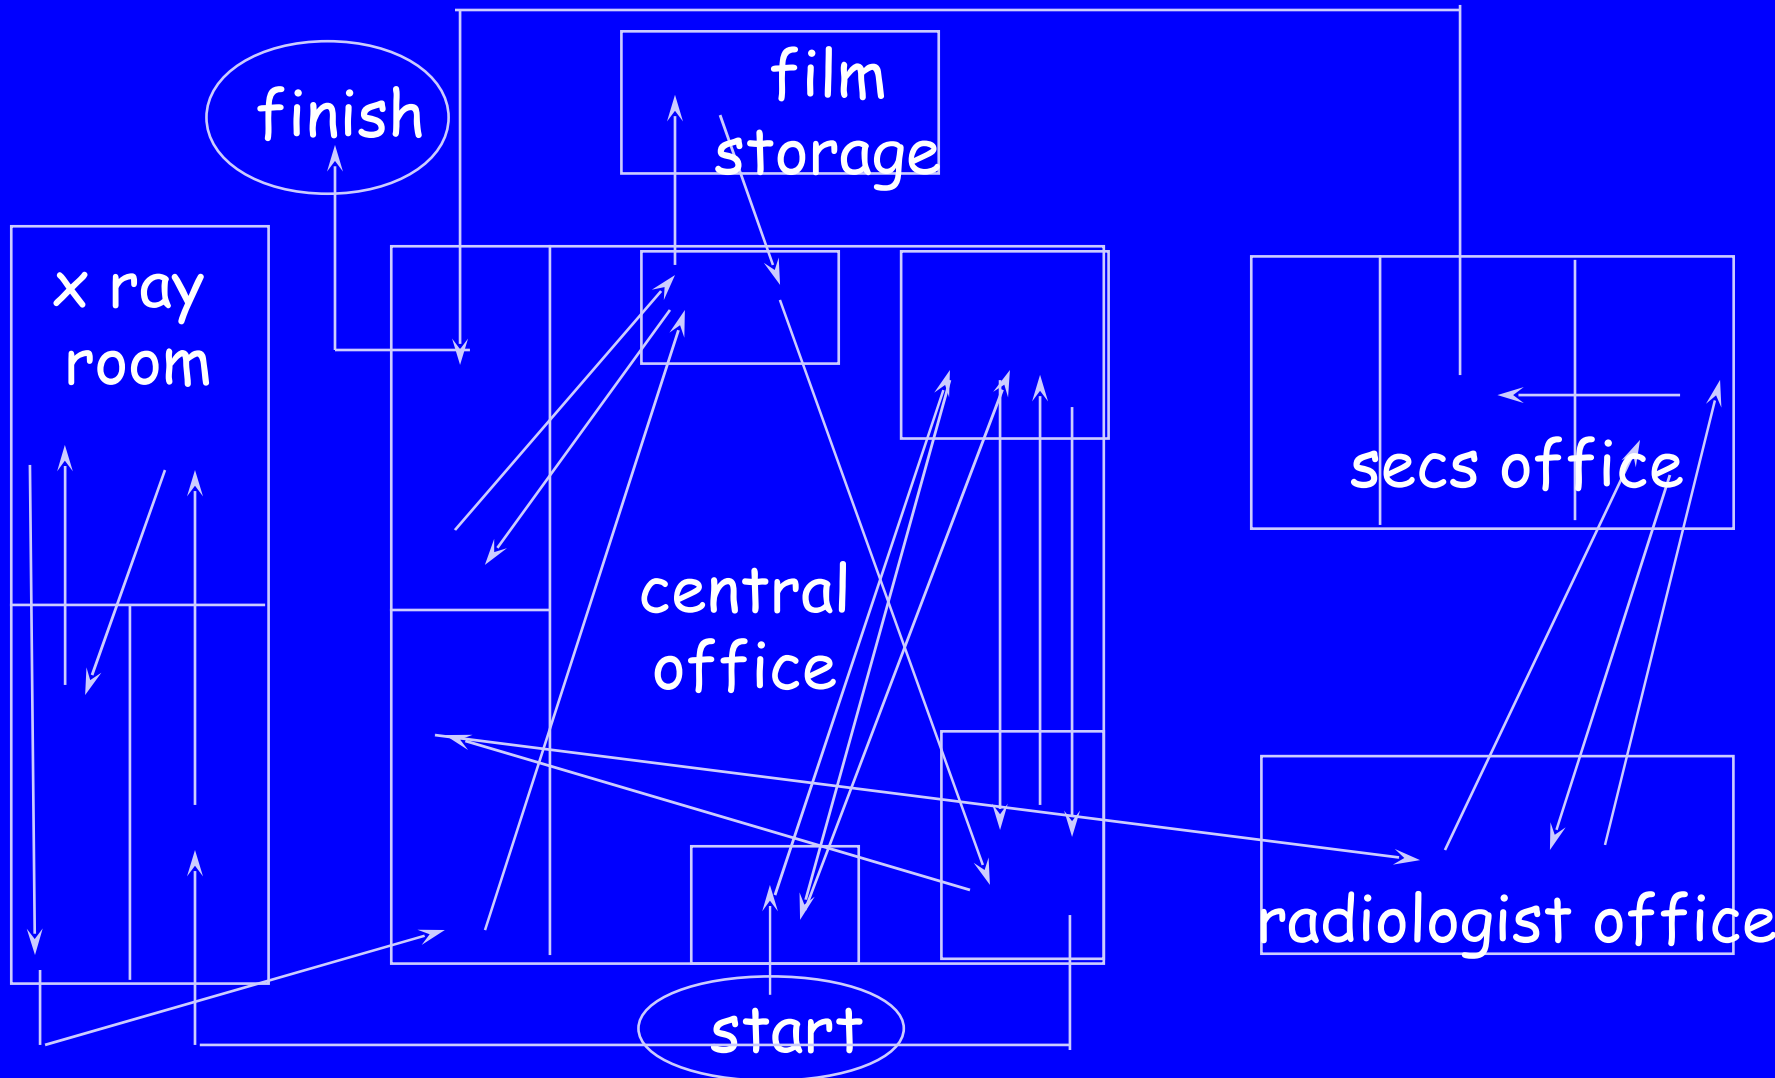 finish
film
storage
x ray
room
secs office
central
office
radiologist office
start